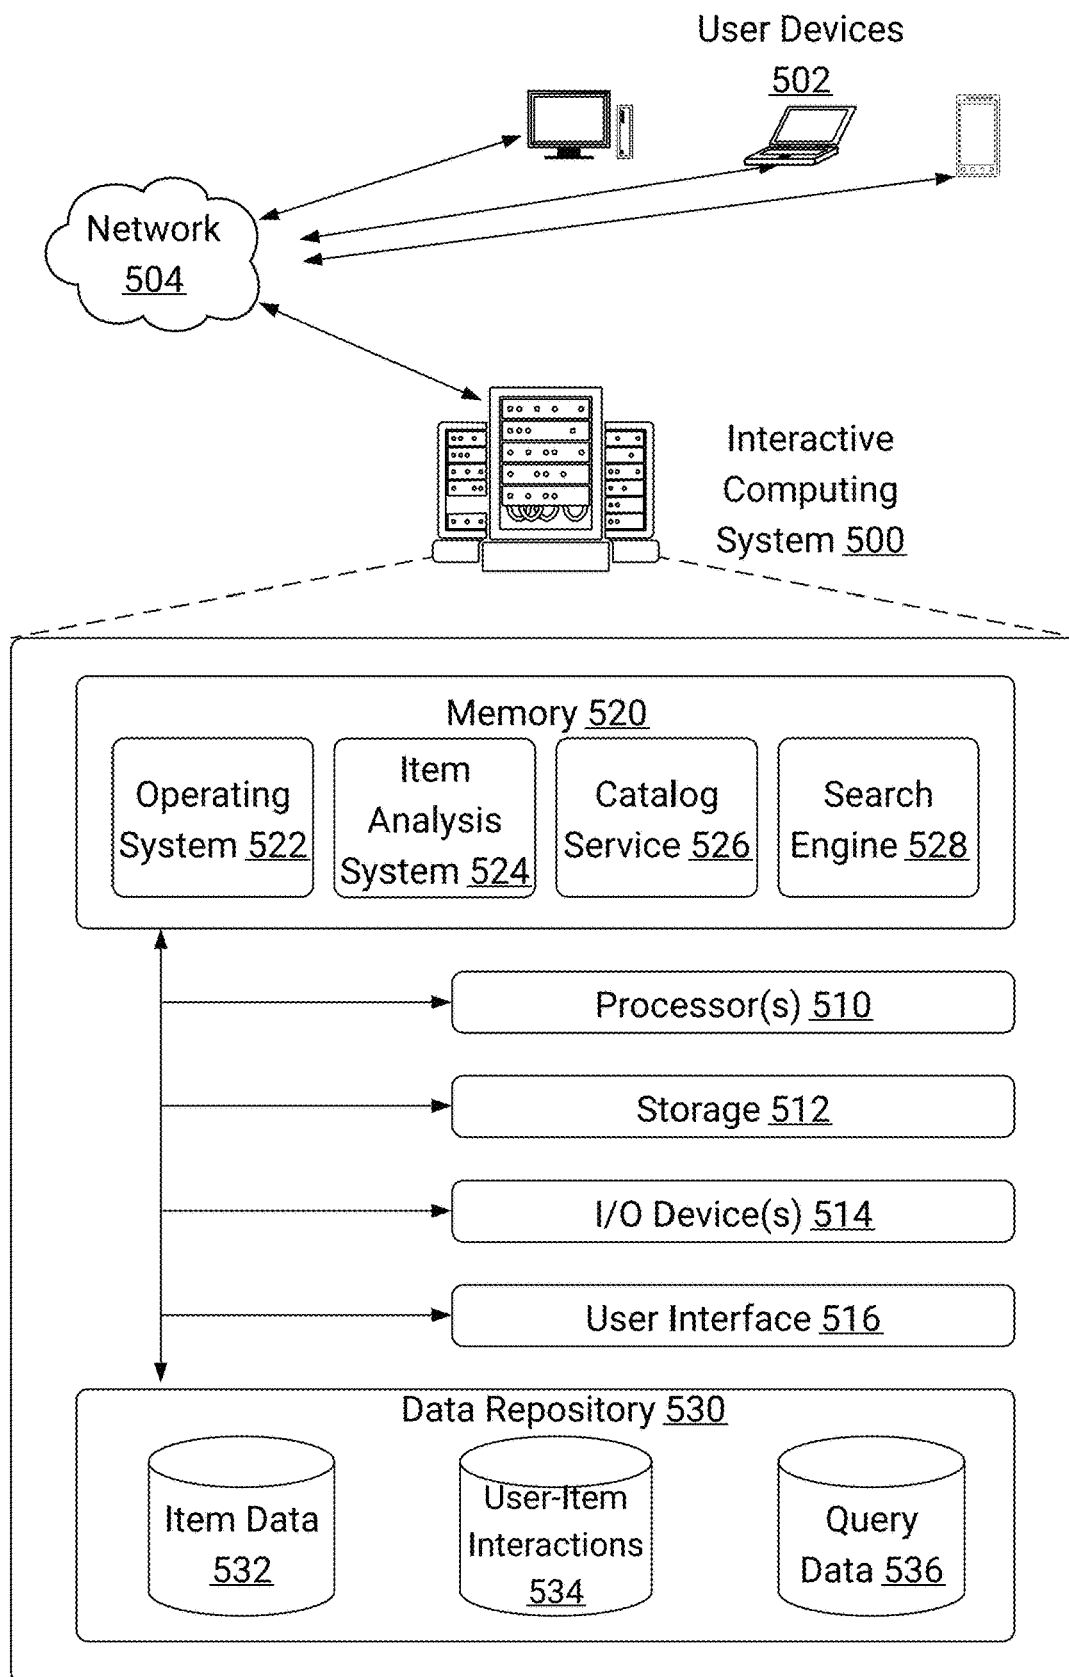 User Devices
502
Network
504
Interactive
Computing
System 500
Memory 520
Operating
System 522
Item
Analysis
System 524
Catalog
Service 526
Search
Engine 528
Processor(s) 510
Storage 512
I/O Device(s) 514
User Interface 516
Data Repository 530
Item Data
532
User-Item
Interactions
534
Query
Data 536